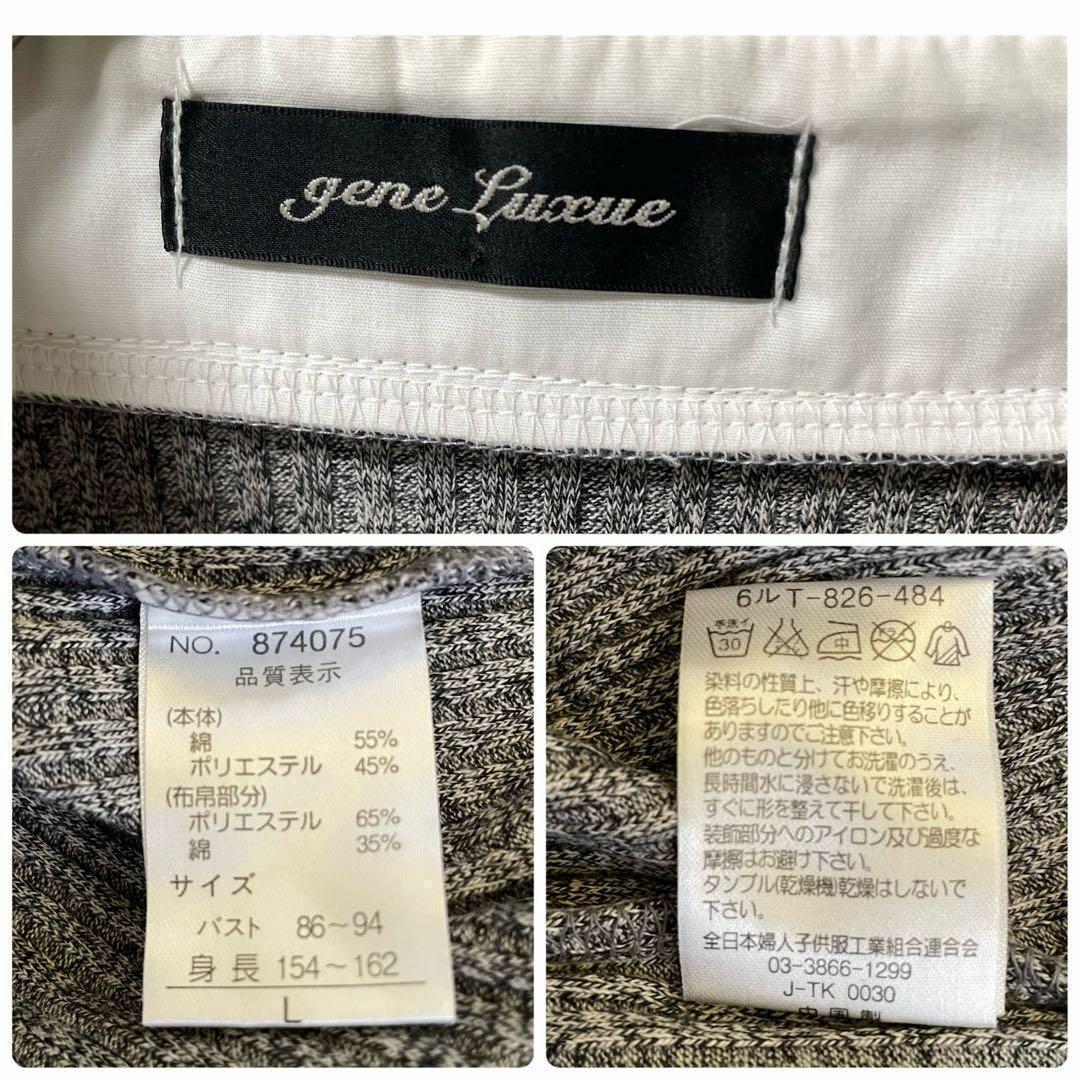 gene Luxue
NO. 874075
品質表示
(本体)
綿 55%
ポリエステル 45%
(布帛部分)
ポリエステル 65%
綿 35%
サイズ
バスト 86~94
身長 154~162
L
6ルT-826-484
手洗イ 30 中 ドライ
染料の性質上、汗や摩擦により、
色落ちしたり他に色移りすることが
ありますのでご注意下さい。
他のものと分けてお洗濯のうえ、
長時間水に浸さないで洗濯後は、
すぐに形を整えて干して下さい。
装飾部分へのアイロン及び過度な
摩擦はお避け下さい。
タンブル(乾燥機)乾燥はしないで
下さい。
全日本婦人子供服工業組合連合会
03-3866-1299
J-TK 0030
中国製